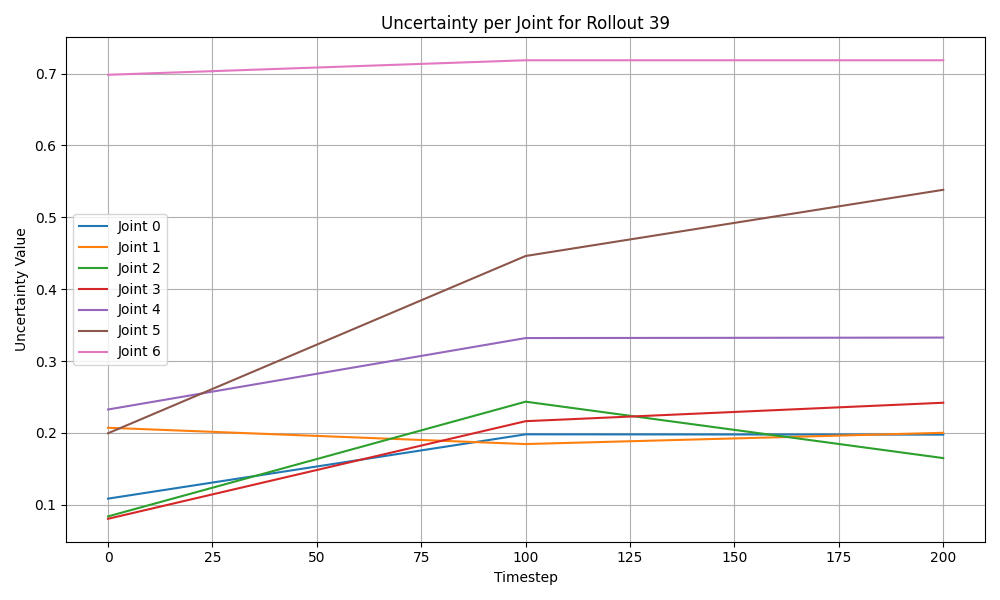 Uncertainty per Joint for Rollout 39
Uncertainty Value
0.7
0.6
0.5
0.4
0.3
0.2
0.1
Joint 0
Joint 1
Joint 2
Joint 3
Joint 4
Joint 5
Joint 6
0 25 50 75 100 125 150 175 200
Timestep